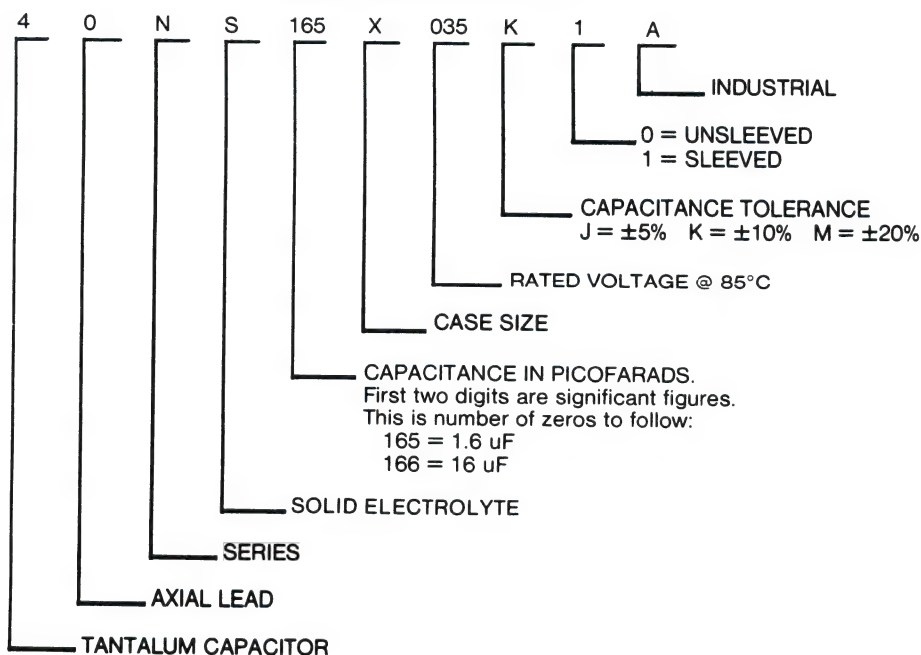 4 0 N S 165 X 035 K 1 A
INDUSTRIAL
0 = UNSLEEVED
1 = SLEEVED
CAPACITANCE TOLERANCE
J = ±5% K = ±10% M = ±20%
RATED VOLTAGE @ 85°C
CASE SIZE
CAPACITANCE IN PICOFARADS.
First two digits are significant figures.
This is number of zeros to follow:
165 = 1.6 uF
166 = 16 uF
SOLID ELECTROLYTE
SERIES
AXIAL LEAD
TANTALUM CAPACITOR